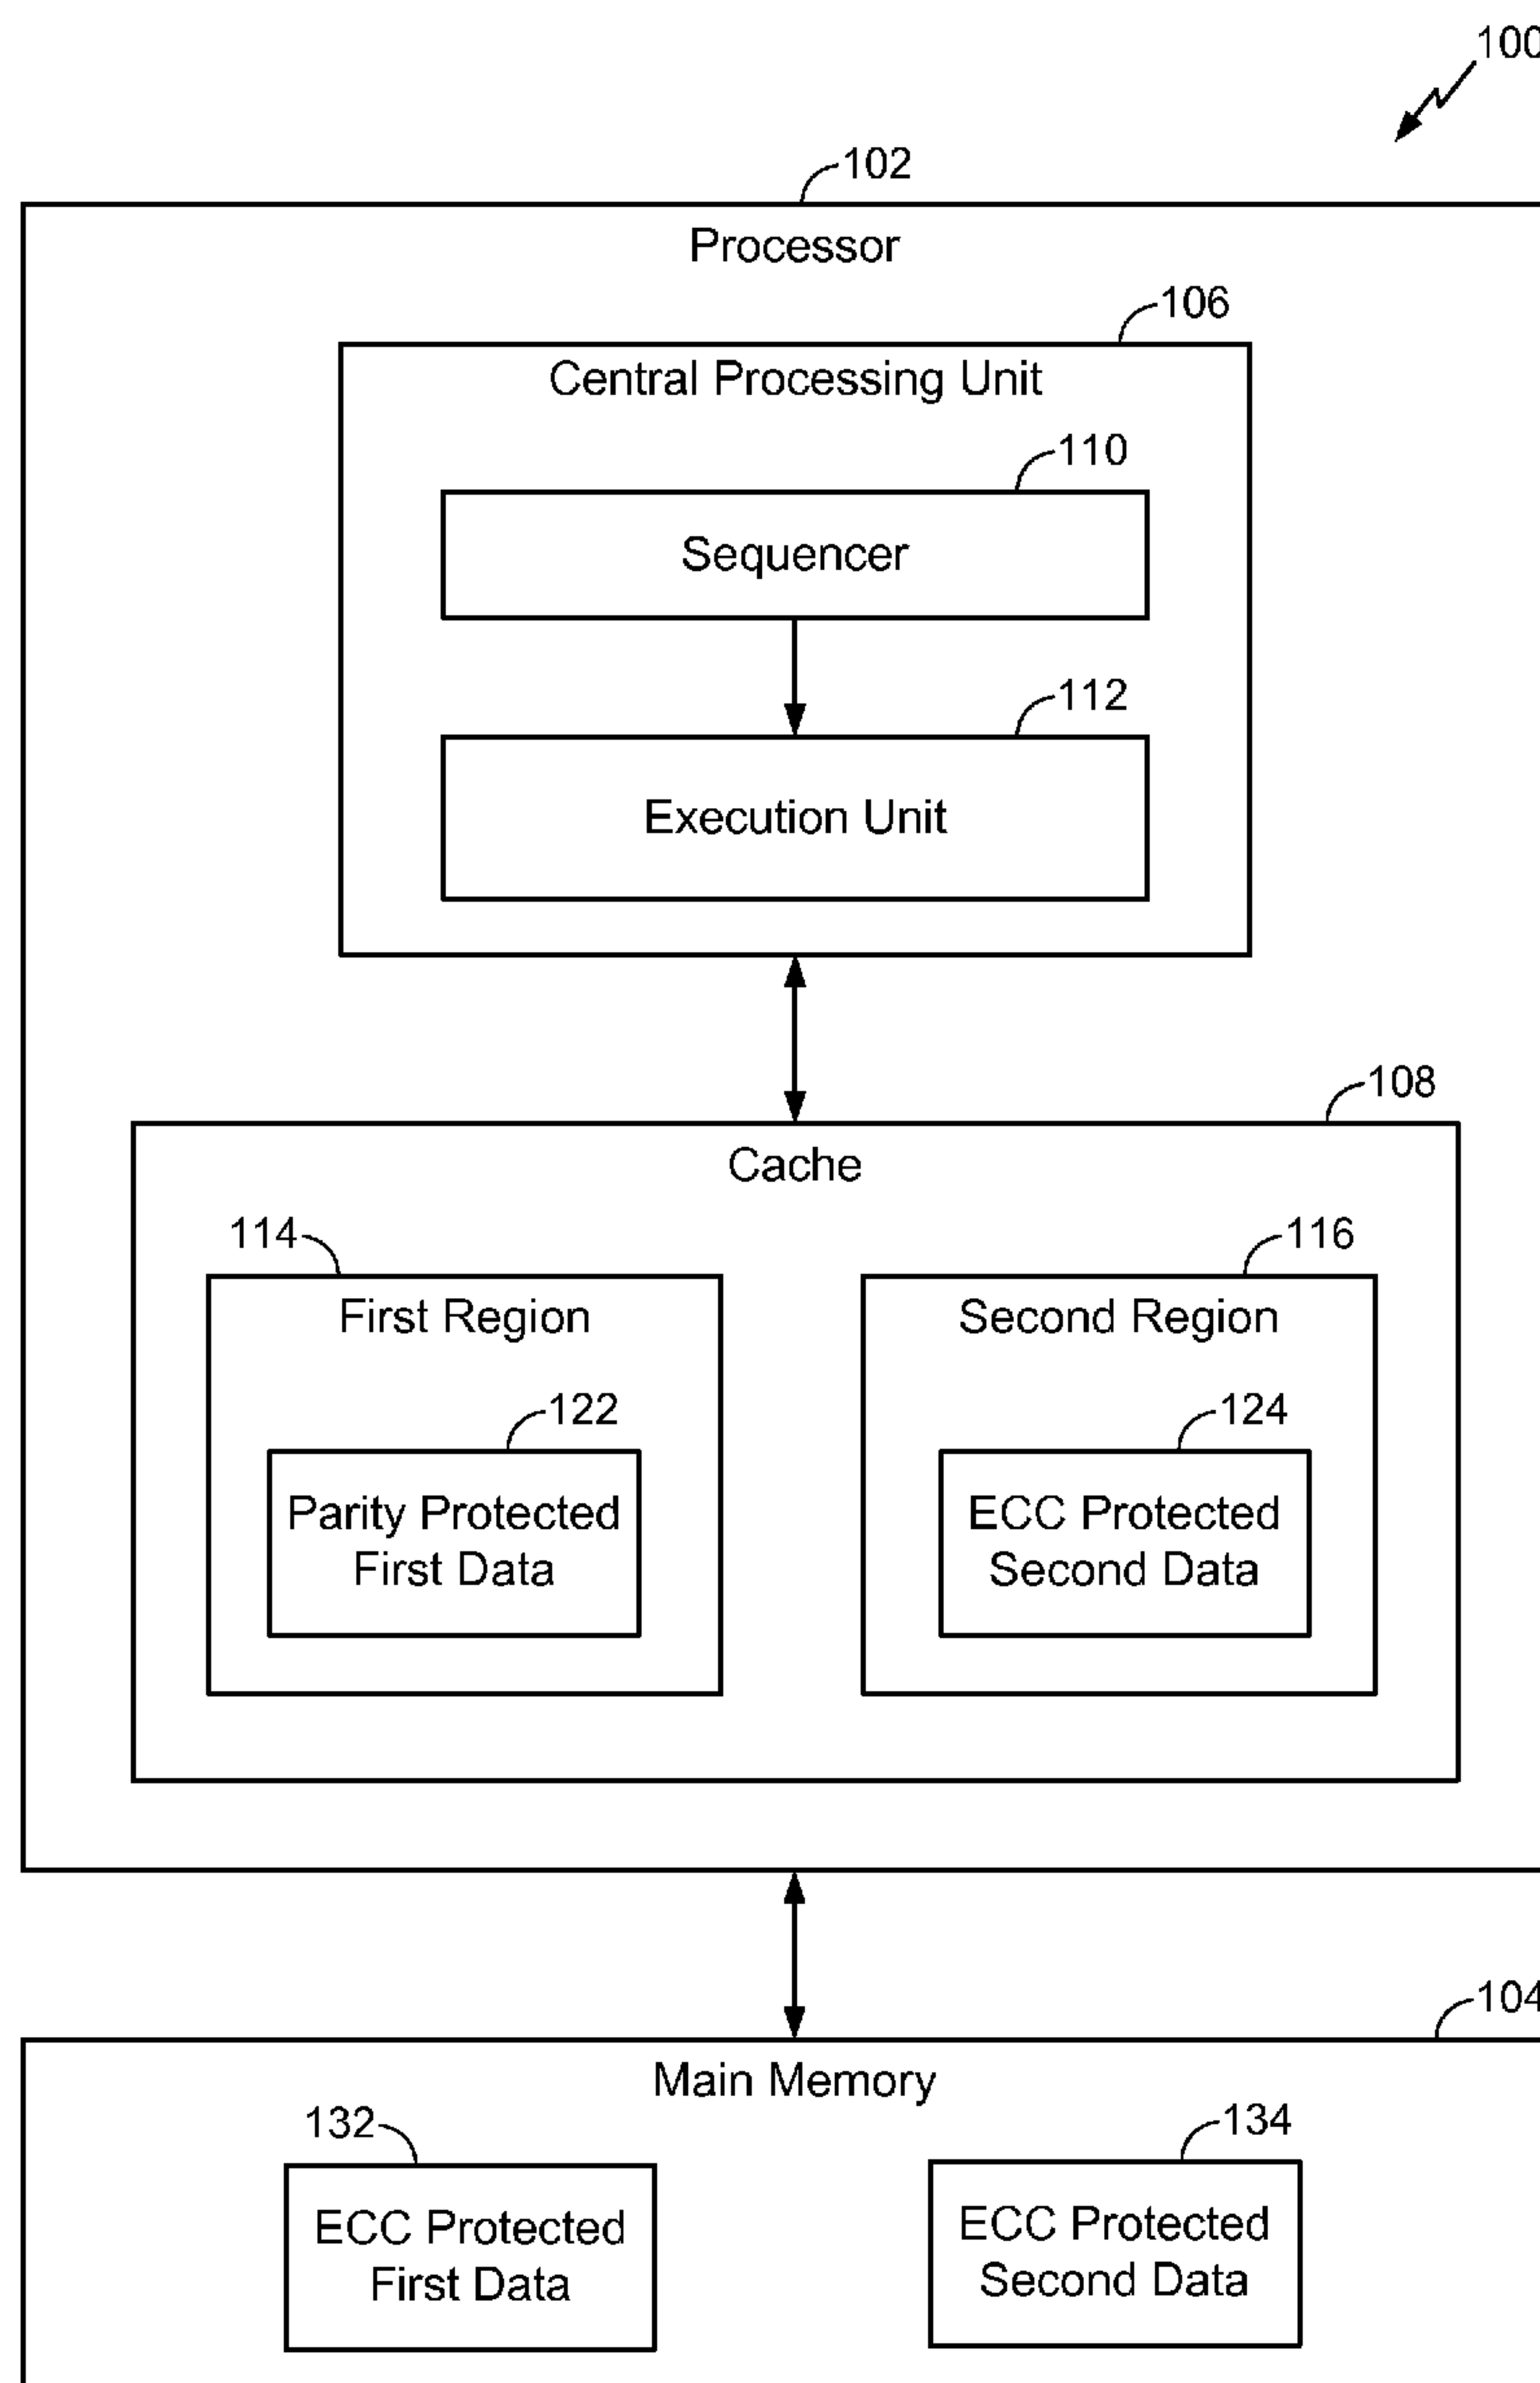 100
102
Processor
106
Central Processing Unit
110
Sequencer
112
Execution Unit
108
Cache
114
116
First Region
Second Region
122
124
Parity Protected
First Data
ECC Protected
Second Data
104
Main Memory
132
134
ECC Protected
First Data
ECC Protected
Second Data